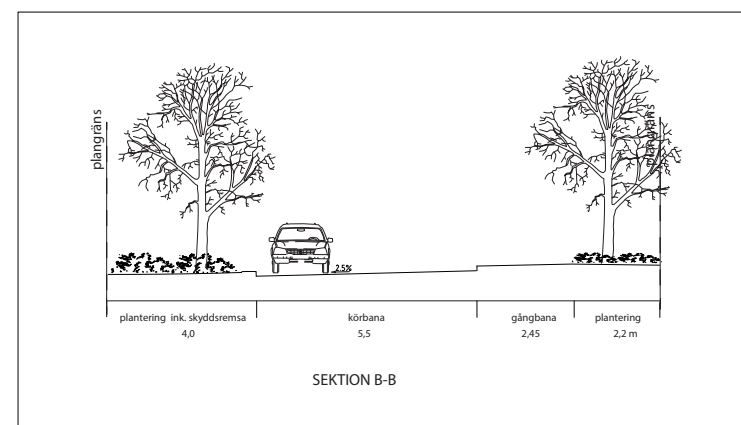 plangräns
plangräns
2.5%
plantering ink. skyddsremsa
4,0
körbana
5,5
gångbana
2,45
plantering
2,2 m
SEKTION B-B